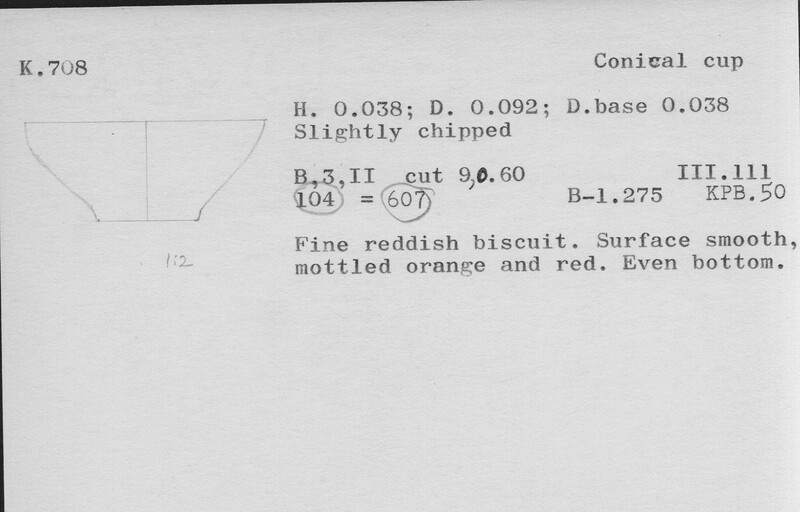 K.708
Conical cup
H. 0.038; D. 0.092; D.base 0.038
Slightly chipped
B,3,II cut 9,0.60 III.111
104 = 607 B-1.275 KPB.50
Fine reddish biscuit. Surface smooth,
mottled orange and red. Even bottom.
1:2